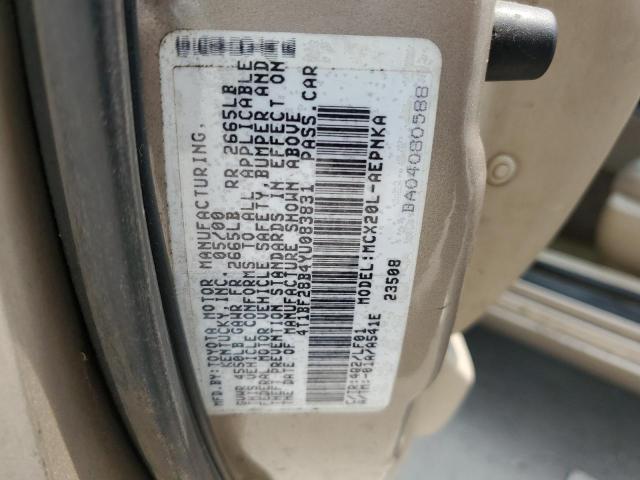 MFD.BY:TOYOTA MOTOR MANUFACTURING,
KENTUCKY, INC. 05/00
GVWR 4550LB GAWR FR 2665LB RR 2665LB
THIS VEHICLE CONFORMS TO ALL APPLICABLE
FEDERAL MOTOR VEHICLE SAFETY, BUMPER AND
THEFT PREVENTION STANDARDS IN EFFECT ON
THE DATE OF MANUFACTURE SHOWN ABOVE
4T1BF28B4YU083831 PASS.CAR
MODEL:MCX20L-AEPNKA
C/TR:4Q2/LF01 23508
A/TM:-01A/A541E
BA04080588